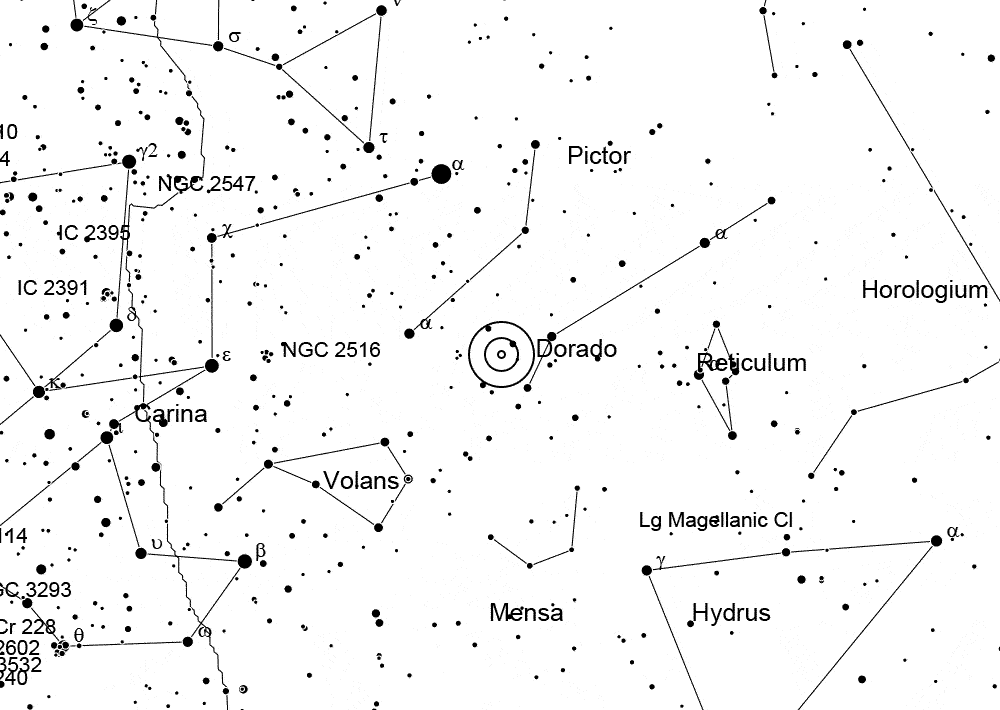 ζ
σ
ν
10
τ
4
γ2
Pictor
α
NGC 2547
χ
IC 2395
α
IC 2391
Horologium
δ
α
NGC 2516
Dorado
ε
Reticulum
α
κ
Carina
ι
Volans
Lg Magellanic Cl
114
α
υ
β
γ
GC 3293
Mensa
Hydrus
Cr 228
ω
θ
2602
3532
240